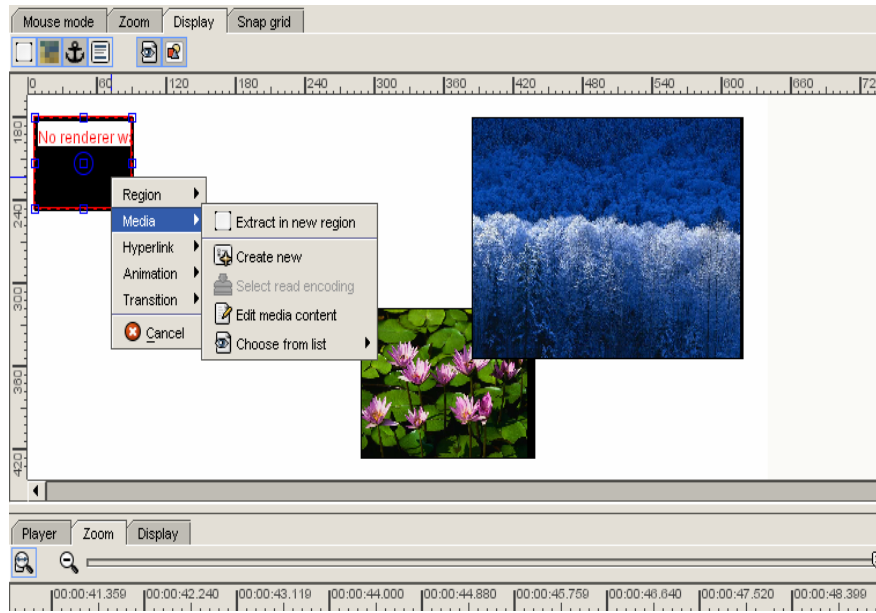 Mouse mode Zoom Display Snap grid
0 60 120 180 240 300 360 420 480 540 600 660 72
180
240
300
360
420
No renderer wa
Region
Media
Hyperlink
Animation
Transition
Cancel
Extract in new region
Create new
Select read encoding
Edit media content
Choose from list
Player Zoom Display
00:00:41.359 00:00:42.240 00:00:43.119 00:00:44.000 00:00:44.880 00:00:45.759 00:00:46.640 00:00:47.520 00:00:48.399